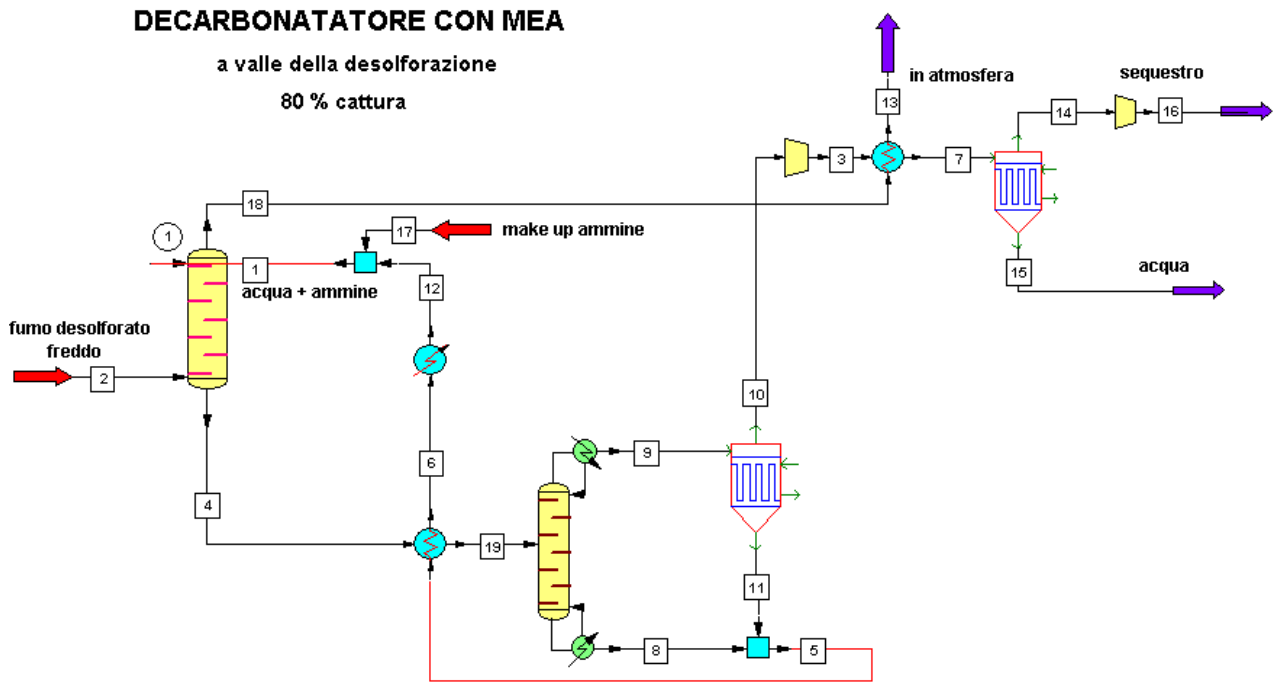 DECARBONATATORE CON MEA
a valle della desolforazione
80 % cattura
in atmosfera
sequestro
13
14
16
3
7
18
1
17
make up ammine
1
acqua + ammine
12
15
acqua
fumo desolforato
freddo
2
10
6
9
4
19
11
8
5